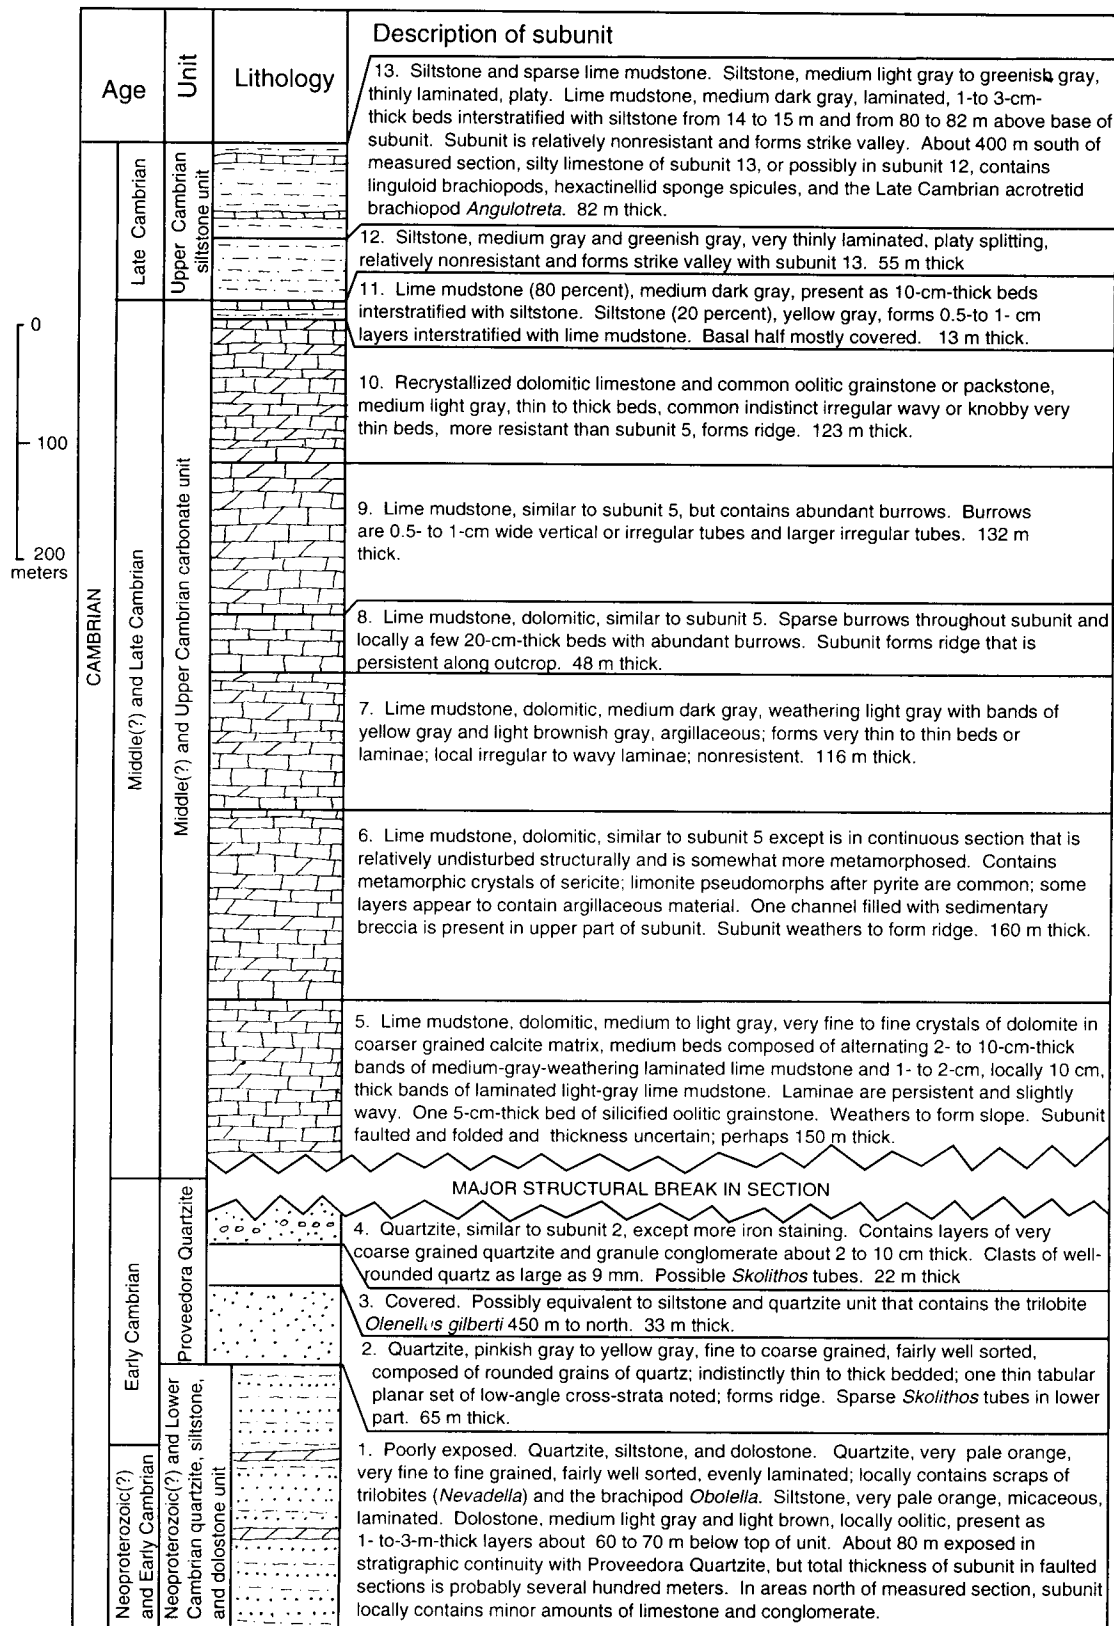 Age
Unit
Lithology
Description of subunit
13. Siltstone and sparse lime mudstone. Siltstone, medium light gray to greenish gray,
thinly laminated, platy. Lime mudstone, medium dark gray, laminated, 1-to 3-cm-
thick beds interstratified with siltstone from 14 to 15 m and from 80 to 82 m above base of
subunit. Subunit is relatively nonresistant and forms strike valley. About 400 m south of
measured section, silty limestone of subunit 13, or possibly in subunit 12, contains
linguloid brachiopods, hexactinellid sponge spicules, and the Late Cambrian acrotretid
brachiopod Angulotreta. 82 m thick.
12. Siltstone, medium gray and greenish gray, very thinly laminated, platy splitting,
relatively nonresistant and forms strike valley with subunit 13. 55 m thick
11. Lime mudstone (80 percent), medium dark gray, present as 10-cm-thick beds
interstratified with siltstone. Siltstone (20 percent), yellow gray, forms 0.5-to 1- cm
layers interstratified with lime mudstone. Basal half mostly covered. 13 m thick.
10. Recrystallized dolomitic limestone and common oolitic grainstone or packstone,
medium light gray, thin to thick beds, common indistinct irregular wavy or knobby very
thin beds, more resistant than subunit 5, forms ridge. 123 m thick.
9. Lime mudstone, similar to subunit 5, but contains abundant burrows. Burrows
are 0.5- to 1-cm wide vertical or irregular tubes and larger irregular tubes. 132 m
thick.
8. Lime mudstone, dolomitic, similar to subunit 5. Sparse burrows throughout subunit and
locally a few 20-cm-thick beds with abundant burrows. Subunit forms ridge that is
persistent along outcrop. 48 m thick.
7. Lime mudstone, dolomitic, medium dark gray, weathering light gray with bands of
yellow gray and light brownish gray, argillaceous; forms very thin to thin beds or
laminae; local irregular to wavy laminae; nonresistent. 116 m thick.
6. Lime mudstone, dolomitic, similar to subunit 5 except is in continuous section that is
relatively undisturbed structurally and is somewhat more metamorphosed. Contains
metamorphic crystals of sericite; limonite pseudomorphs after pyrite are common; some
layers appear to contain argillaceous material. One channel filled with sedimentary
breccia is present in upper part of subunit. Subunit weathers to form ridge. 160 m thick.
5. Lime mudstone, dolomitic, medium to light gray, very fine to fine crystals of dolomite in
coarser grained calcite matrix, medium beds composed of alternating 2- to 10-cm-thick
bands of medium-gray-weathering laminated lime mudstone and 1- to 2-cm, locally 10 cm,
thick bands of laminated light-gray lime mudstone. Laminae are persistent and slightly
wavy. One 5-cm-thick bed of silicified oolitic grainstone. Weathers to form slope. Subunit
faulted and folded and thickness uncertain; perhaps 150 m thick.
MAJOR STRUCTURAL BREAK IN SECTION
4. Quartzite, similar to subunit 2, except more iron staining. Contains layers of very
coarse grained quartzite and granule conglomerate about 2 to 10 cm thick. Clasts of well-
rounded quartz as large as 9 mm. Possible Skolithos tubes. 22 m thick
3. Covered. Possibly equivalent to siltstone and quartzite unit that contains the trilobite
Olenellus gilberti 450 m to north. 33 m thick.
2. Quartzite, pinkish gray to yellow gray, fine to coarse grained, fairly well sorted,
composed of rounded grains of quartz; indistinctly thin to thick bedded; one thin tabular
planar set of low-angle cross-strata noted; forms ridge. Sparse Skolithos tubes in lower
part. 65 m thick.
1. Poorly exposed. Quartzite, siltstone, and dolostone. Quartzite, very pale orange,
very fine to fine grained, fairly well sorted, evenly laminated; locally contains scraps of
trilobites (Nevadella) and the brachipod Obolella. Siltstone, very pale orange, micaceous,
laminated. Dolostone, medium light gray and light brown, locally oolitic, present as
1- to-3-m-thick layers about 60 to 70 m below top of unit. About 80 m exposed in
stratigraphic continuity with Proveedora Quartzite, but total thickness of subunit in faulted
sections is probably several hundred meters. In areas north of measured section, subunit
locally contains minor amounts of limestone and conglomerate.
0
100
200
meters
CAMBRIAN
Late Cambrian
Middle(?) and Late Cambrian
Early Cambrian
Neoproterozoic(?)
and Early Cambrian
Upper Cambrian
siltstone unit
Middle(?) and Upper Cambrian carbonate unit
Proveedora Quartzite
Neoproterozoic(?) and Lower
Cambrian quartzite, siltstone,
and dolostone unit